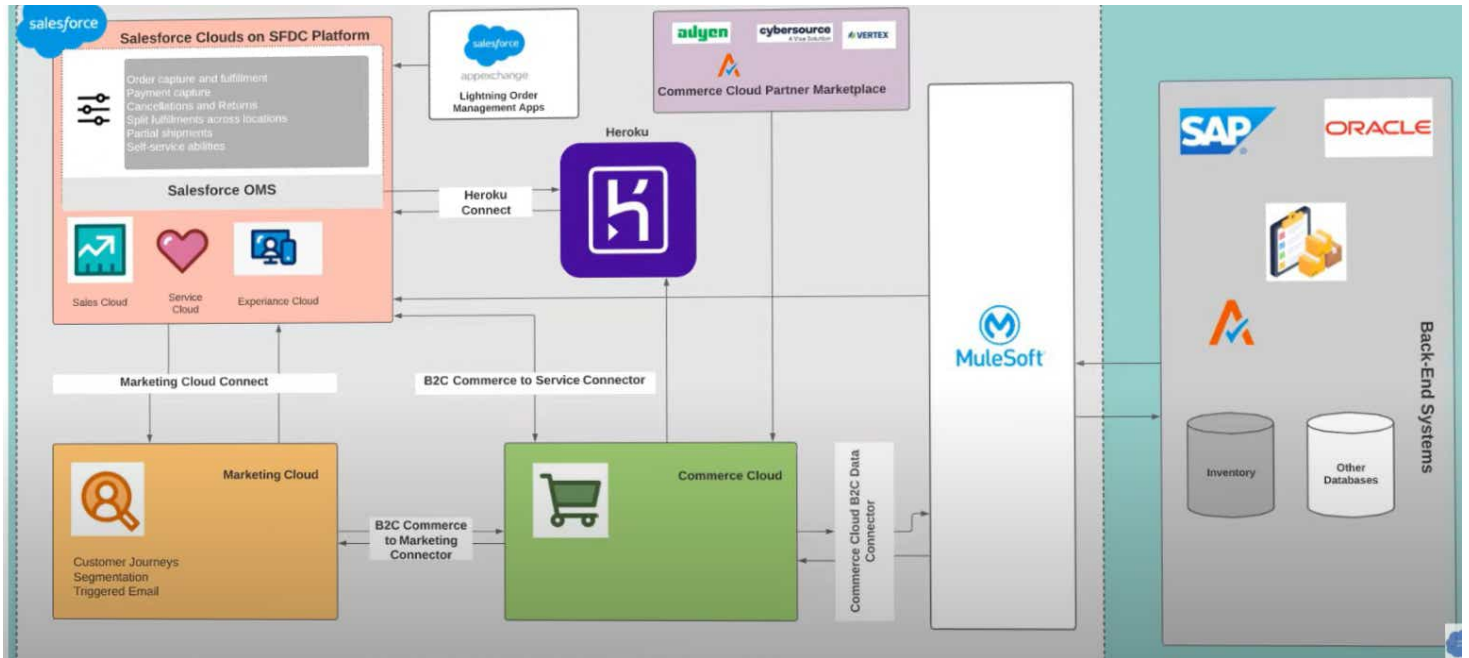 salesforce
Salesforce Clouds on SFDC Platform
Order capture and fulfillment
Payment capture
Cancellations and Returns
Split fulfillments across locations
Partial shipments
Self-service abilities
Salesforce OMS
Sales Cloud
Service
Cloud
Experiance Cloud
salesforce
appexchange
Lightning Order
Management Apps
adyen
cybersource
A Visa Solution
VERTEX
Commerce Cloud Partner Marketplace
Heroku
Heroku
Connect
MuleSoft
SAP
ORACLE
Back-End Systems
Inventory
Other
Databases
Marketing Cloud Connect
B2C Commerce to Service Connector
Marketing Cloud
Customer Journeys
Segmentation
Triggered Email
B2C Commerce
to Marketing
Connector
Commerce Cloud
Commerce Cloud B2C Data
Connector